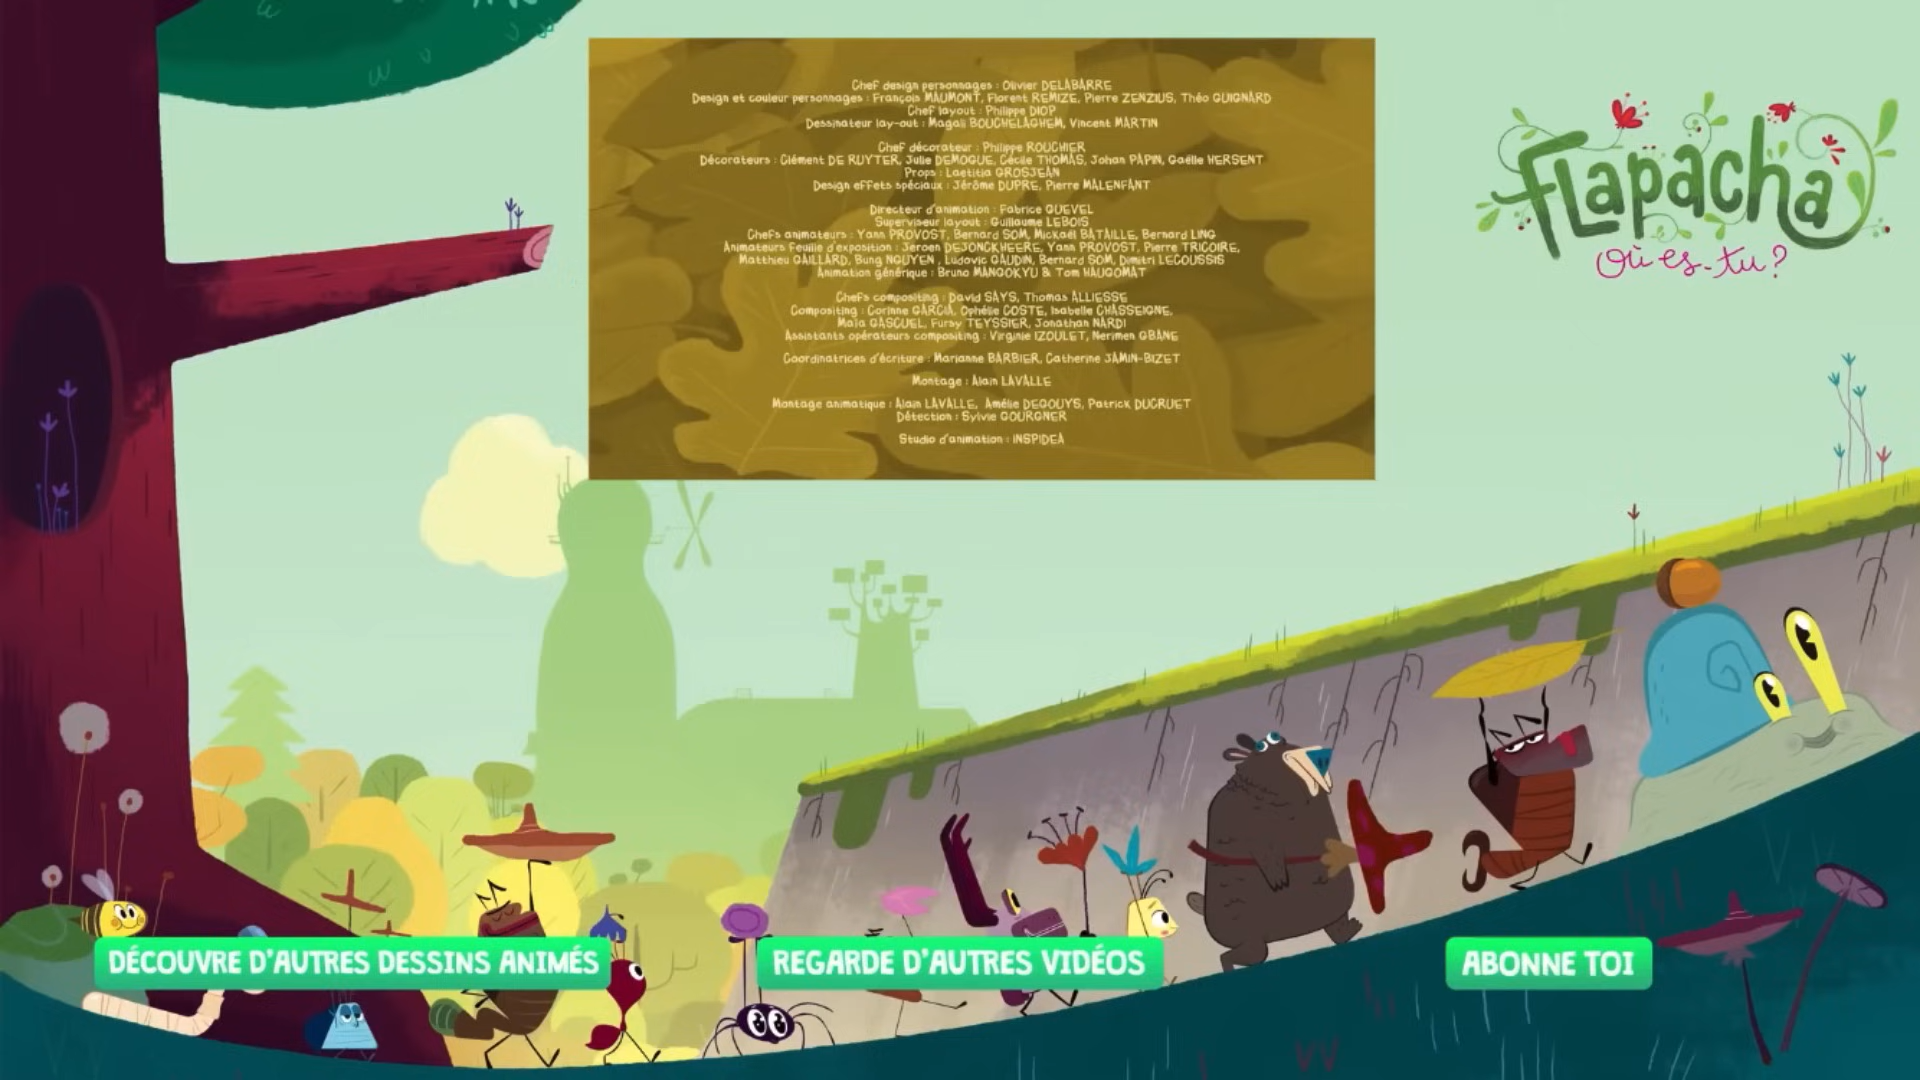 Chef design personnages : Olivier DELABARRE
Design et couleur personnages : François MAUMONT, Florent REMIZE, Pierre ZENZIUS, Théo GUIGNARD
Chef layout : Philippe DIOP
Dessinateur lay-out : Magali BOUCHELAGHEM, Vincent MARTIN
Chef décorateur : Philippe ROUCHIER
Décorateurs : Clément DE RUYTER, Julie DEMOGUE, Cécile THOMAS, Johan PAPIN, Gaëlle HERSENT
Props : Laetitia GROSJEAN
Design effets spéciaux : Jérôme DUPRE, Pierre MALENFANT
Directeur d'animation : Fabrice GUEVEL
Superviseur layout : Guillaume LEBOIS
Chefs animateurs : Yann PROVOST, Bernard SOM, Mickaël BATAILLE, Bernard LING
Animateurs Feuille d'exposition : Jeroen DEJONCKHEERE, Yann PROVOST, Pierre TRICOIRE,
Matthieu GAILLARD, Bung NGUYEN , Ludovic GAUDIN, Bernard SOM, Dimitri LECOUSSIS
Animation générique : Bruno MANGOKYU & Tom HAUGOMAT
Chefs compositing : David SAYS, Thomas ALLIESSE
Compositing : Corinne GARCIA, Ophélie COSTE, Isabelle CHASSEIGNE,
Maïa GASCUEL, Fursy TEYSSIER, Jonathan NARDI
Assistants opérateurs compositing : Virginie IZOULET, Nerimen GBANE
Coordinatrices d'écriture : Marianne BARBIER, Catherine JAMIN-BIZET
Montage : Alain LAVALLE
Montage animatique : Alain LAVALLE, Amélie DEGOUYS, Patrick DUCRUET
Détection : Sylvie GOURGNER
Studio d'animation : INSPIDEA
Flapacha
Où es-tu ?
DÉCOUVRE D'AUTRES DESSINS ANIMÉS
REGARDE D'AUTRES VIDÉOS
ABONNE TOI